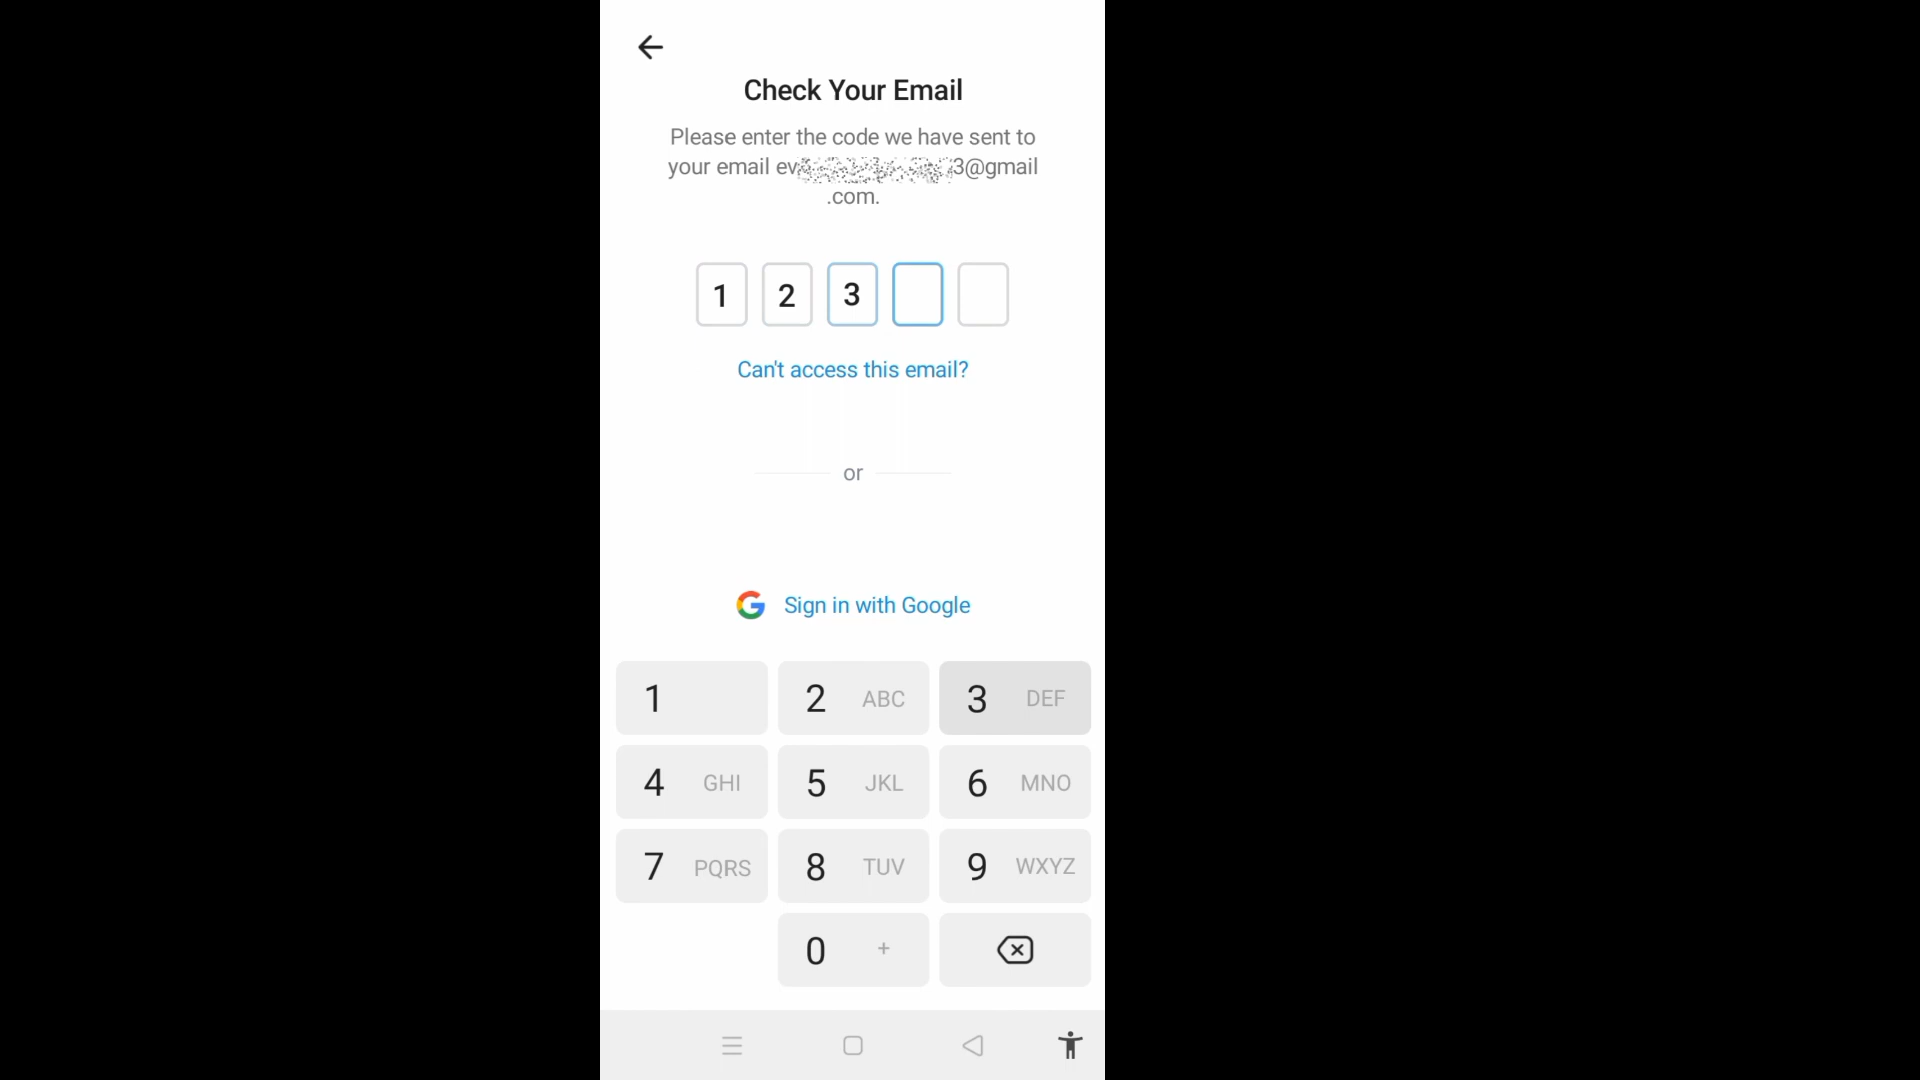 Check Your Email
Please enter the code we have sent to
your email ev 3@gmail
.com.
1 2 3
Can't access this email?
or
Sign in with Google
1 2 ABC 3 DEF
4 GHI 5 JKL 6 MNO
7 PQRS 8 TUV 9 WXYZ
0 +